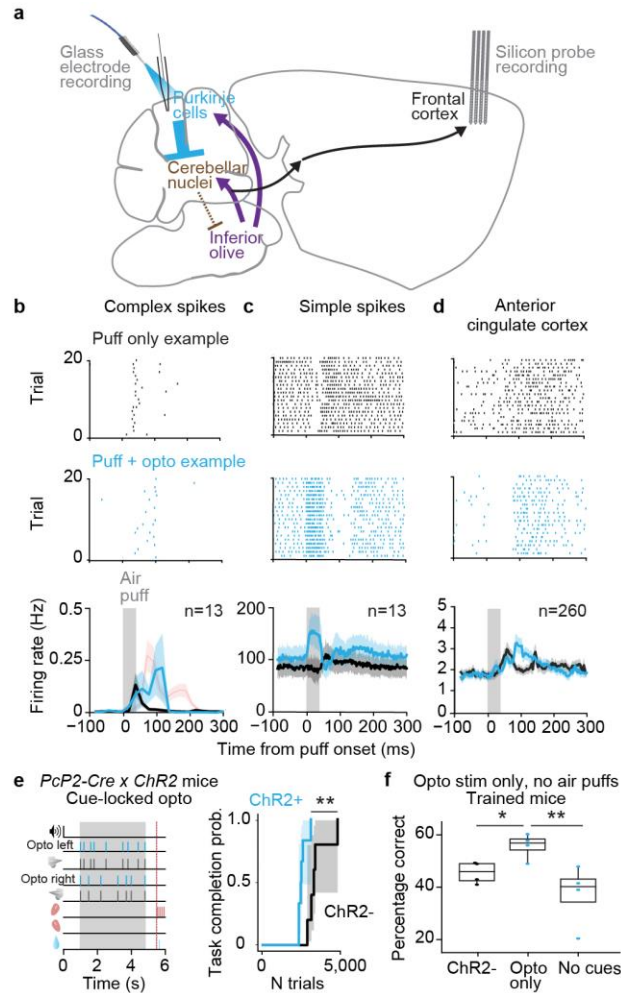 a
Glass
electrode
recording
Silicon probe
recording
Purkinje
cells
Frontal
cortex
Cerebellar
nuclei
Inferior
olive
b Complex spikes
c Simple spikes
d Anterior
cingulate cortex
Puff only example
20
Trial
0
Puff + opto example
20
Trial
0
Air
puff
0.5
0.25
0
Firing rate (Hz)
n=13
-100 0 100 200 300
200
100
0
n=13
-100 0 100 200 300
5
4
3
2
1
0
n=260
-100 0 100 200 300
Time from puff onset (ms)
e PcP2-Cre x ChR2 mice
Cue-locked opto
Opto left
Opto right
0 2 4 6
Time (s)
ChR2+
**
1.0
0.5
0
Task completion prob.
ChR2-
0 5,000
N trials
f Opto stim only, no air puffs
Trained mice
* **
60
40
20
Percentage correct
ChR2- Opto No cues
only